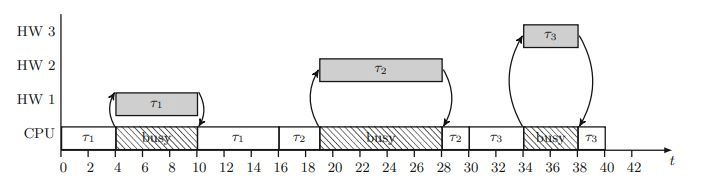 HW 3
τ₃
HW 2
τ₂
HW 1
τ₁
CPU
τ₁ busy τ₁ τ₂ busy τ₂ τ₃ busy τ₃
0 2 4 6 8 10 12 14 16 18 20 22 24 26 28 30 32 34 36 38 40 42 t